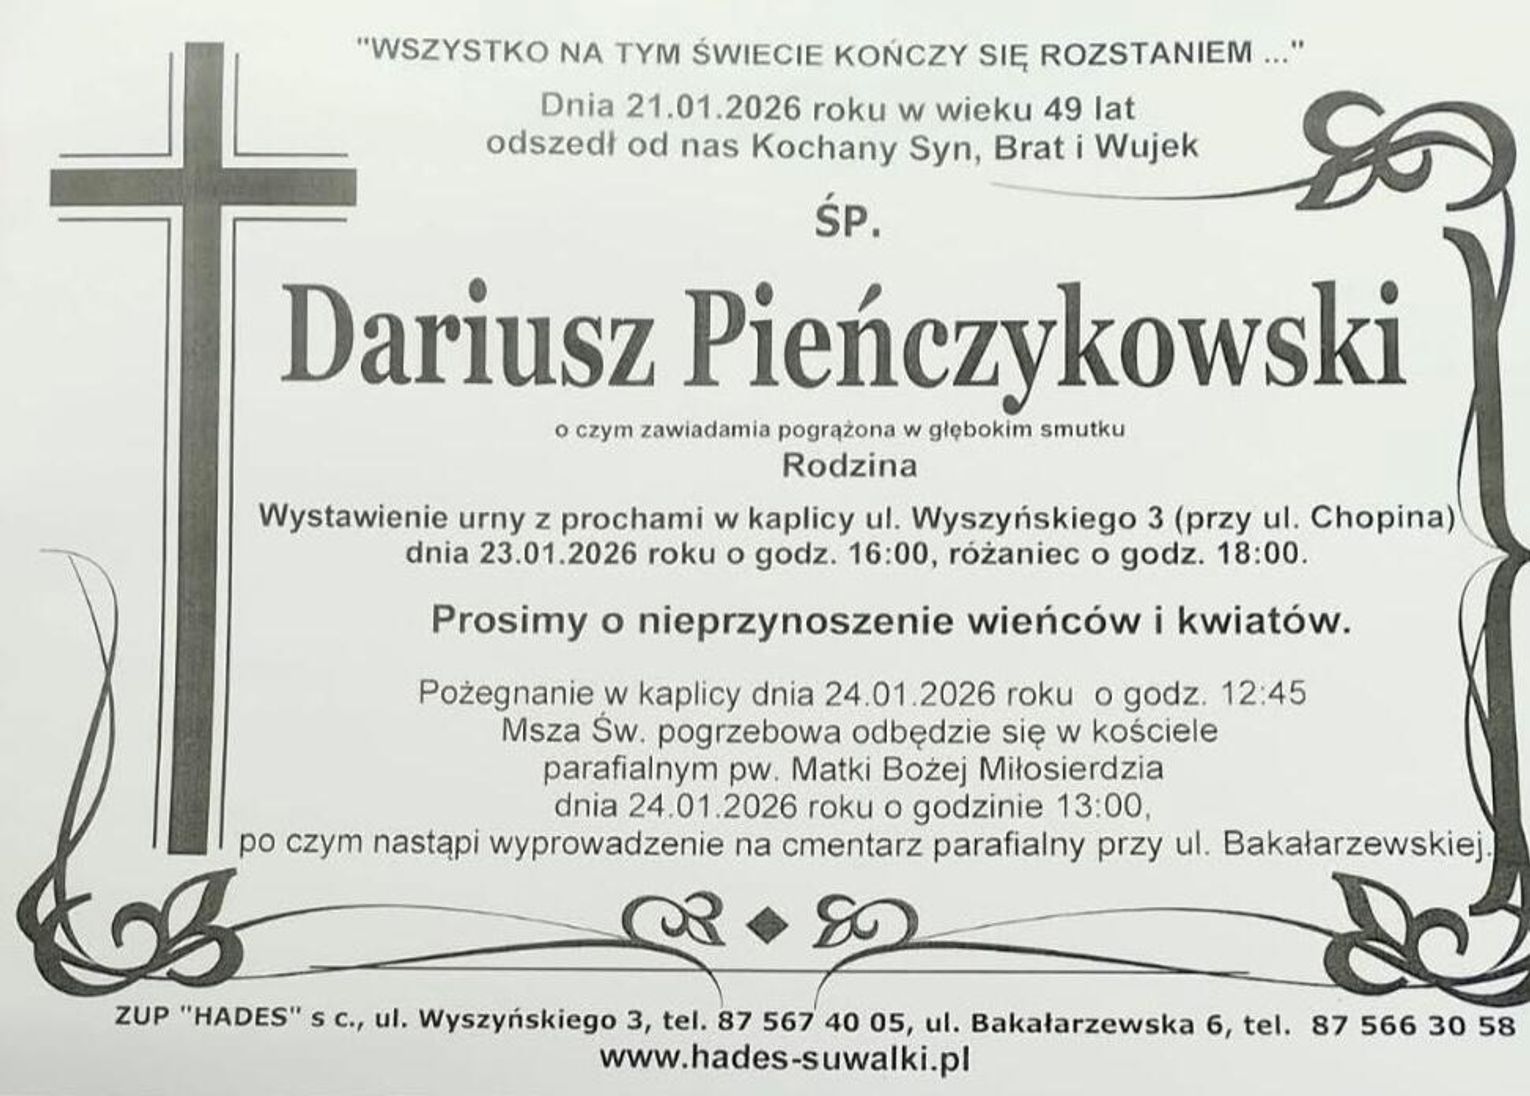 "WSZYSTKO NA TYM ŚWIECIE KOŃCZY SIĘ ROZSTANIEM ..."
Dnia 21.01.2026 roku w wieku 49 lat
odszedł od nas Kochany Syn, Brat i Wujek
ŚP.
Dariusz Pieńczykowski
o czym zawiadamia pogrążona w głębokim smutku
Rodzina
Wystawienie urny z prochami w kaplicy ul. Wyszyńskiego 3 (przy ul. Chopina)
dnia 23.01.2026 roku o godz. 16:00, różaniec o godz. 18:00.
Prosimy o nieprzynoszenie wieńców i kwiatów.
Pożegnanie w kaplicy dnia 24.01.2026 roku o godz. 12:45
Msza Św. pogrzebowa odbędzie się w kościele
parafialnym pw. Matki Bożej Miłosierdzia
dnia 24.01.2026 roku o godzinie 13:00,
po czym nastąpi wyprowadzenie na cmentarz parafialny przy ul. Bakałarzewskiej.
ZUP "HADES" s c., ul. Wyszyńskiego 3, tel. 87 567 40 05, ul. Bakałarzewska 6, tel. 87 566 30 58
www.hades-suwalki.pl